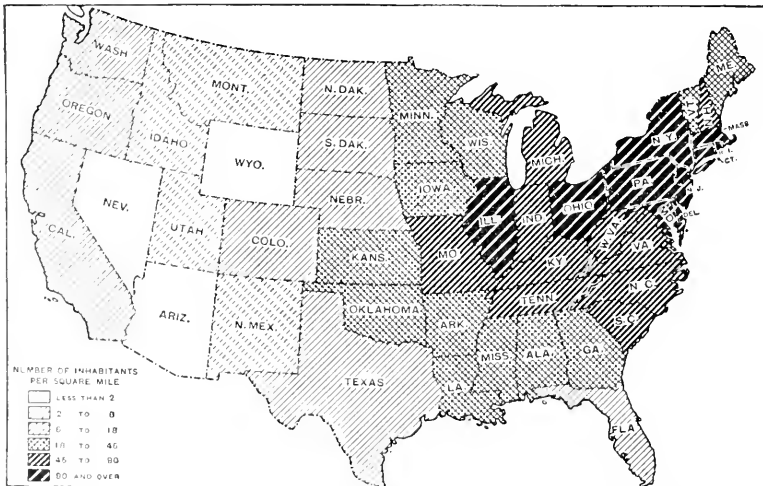 WASH
OREGON
CAL.
NEV.
IDAHO
MONT.
WYO.
UTAH
ARIZ.
COLO.
N. MEX.
N. DAK.
S. DAK.
NEBR.
KANS.
OKLAHOMA
TEXAS
MINN.
IOWA
MO.
ARK.
LA.
WIS.
ILL.
MICH.
IND.
OHIO
KY.
TENN.
MISS.
ALA.
GA.
FLA
S.C.
N.C.
VA.
W.VA.
PA.
N.Y.
VT.
N.H.
ME.
MASS
R.I.
CT.
N.J.
DEL
NUMBER OF INHABITANTS
PER SQUARE MILE
LESS THAN 2
2 TO
TO 18
18 TO 45
45 TO 90
90 AND OVER